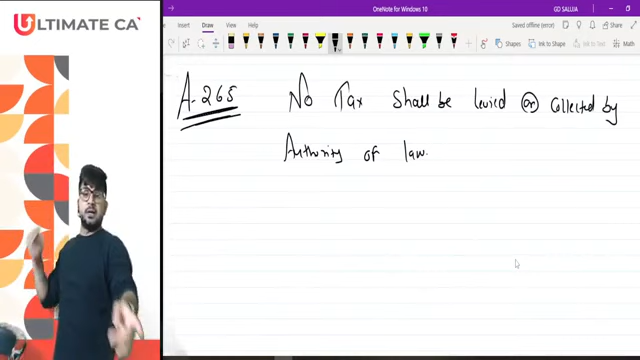 ULTIMATE CA
OneNote for Windows 10
GD SALUJA
Home Insert Draw View Help
Saved offline (error)
Share
Shapes Ink to Shape Ink to Text Math
A-265 No Tax Shall be levied or collected by
Authority of law.